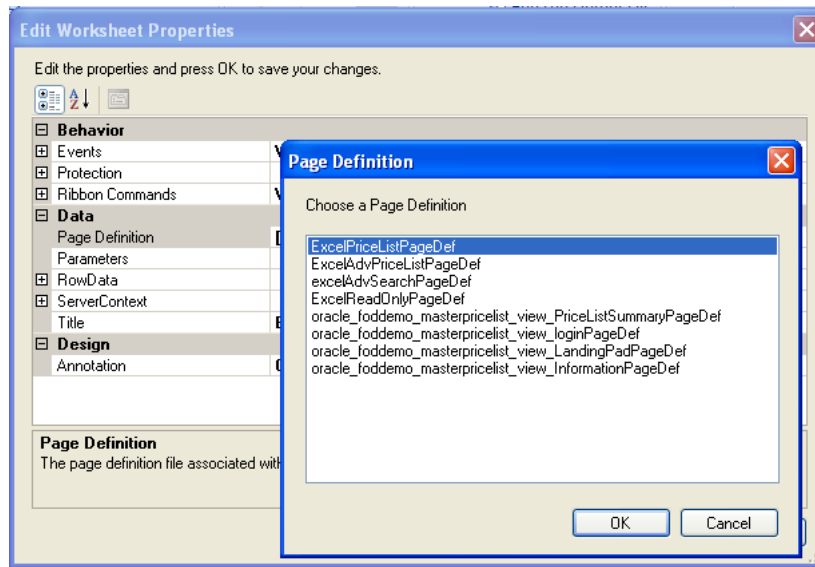 Edit Worksheet Properties
Edit the properties and press OK to save your changes.
Behavior
Events
Protection
Ribbon Commands
Data
Page Definition
Parameters
RowData
ServerContext
Title
Design
Annotation
Page Definition
The page definition file associated
Page Definition
Choose a Page Definition
ExcelPriceListPageDef
ExcelAdvPriceListPageDef
excelAdvSearchPageDef
ExcelReadOnlyPageDef
oracle_foddemo_masterpricelist_view_PriceListSummaryPageDef
oracle_foddemo_masterpricelist_view_loginPageDef
oracle_foddemo_masterpricelist_view_LandingPadPageDef
oracle_foddemo_masterpricelist_view_InformationPageDef
OK Cancel